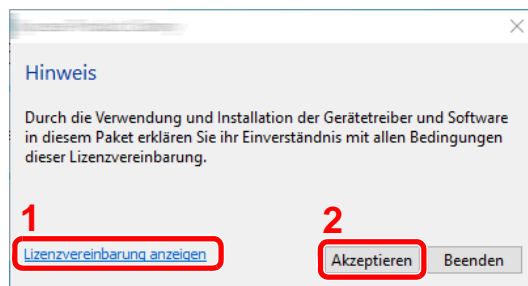 Hinweis
Durch die Verwendung und Installation der Gerätetreiber und Software
in diesem Paket erklären Sie ihr Einverständnis mit allen Bedingungen
dieser Lizenzvereinbarung.
1
2
Lizenzvereinbarung anzeigen
Akzeptieren
Beenden